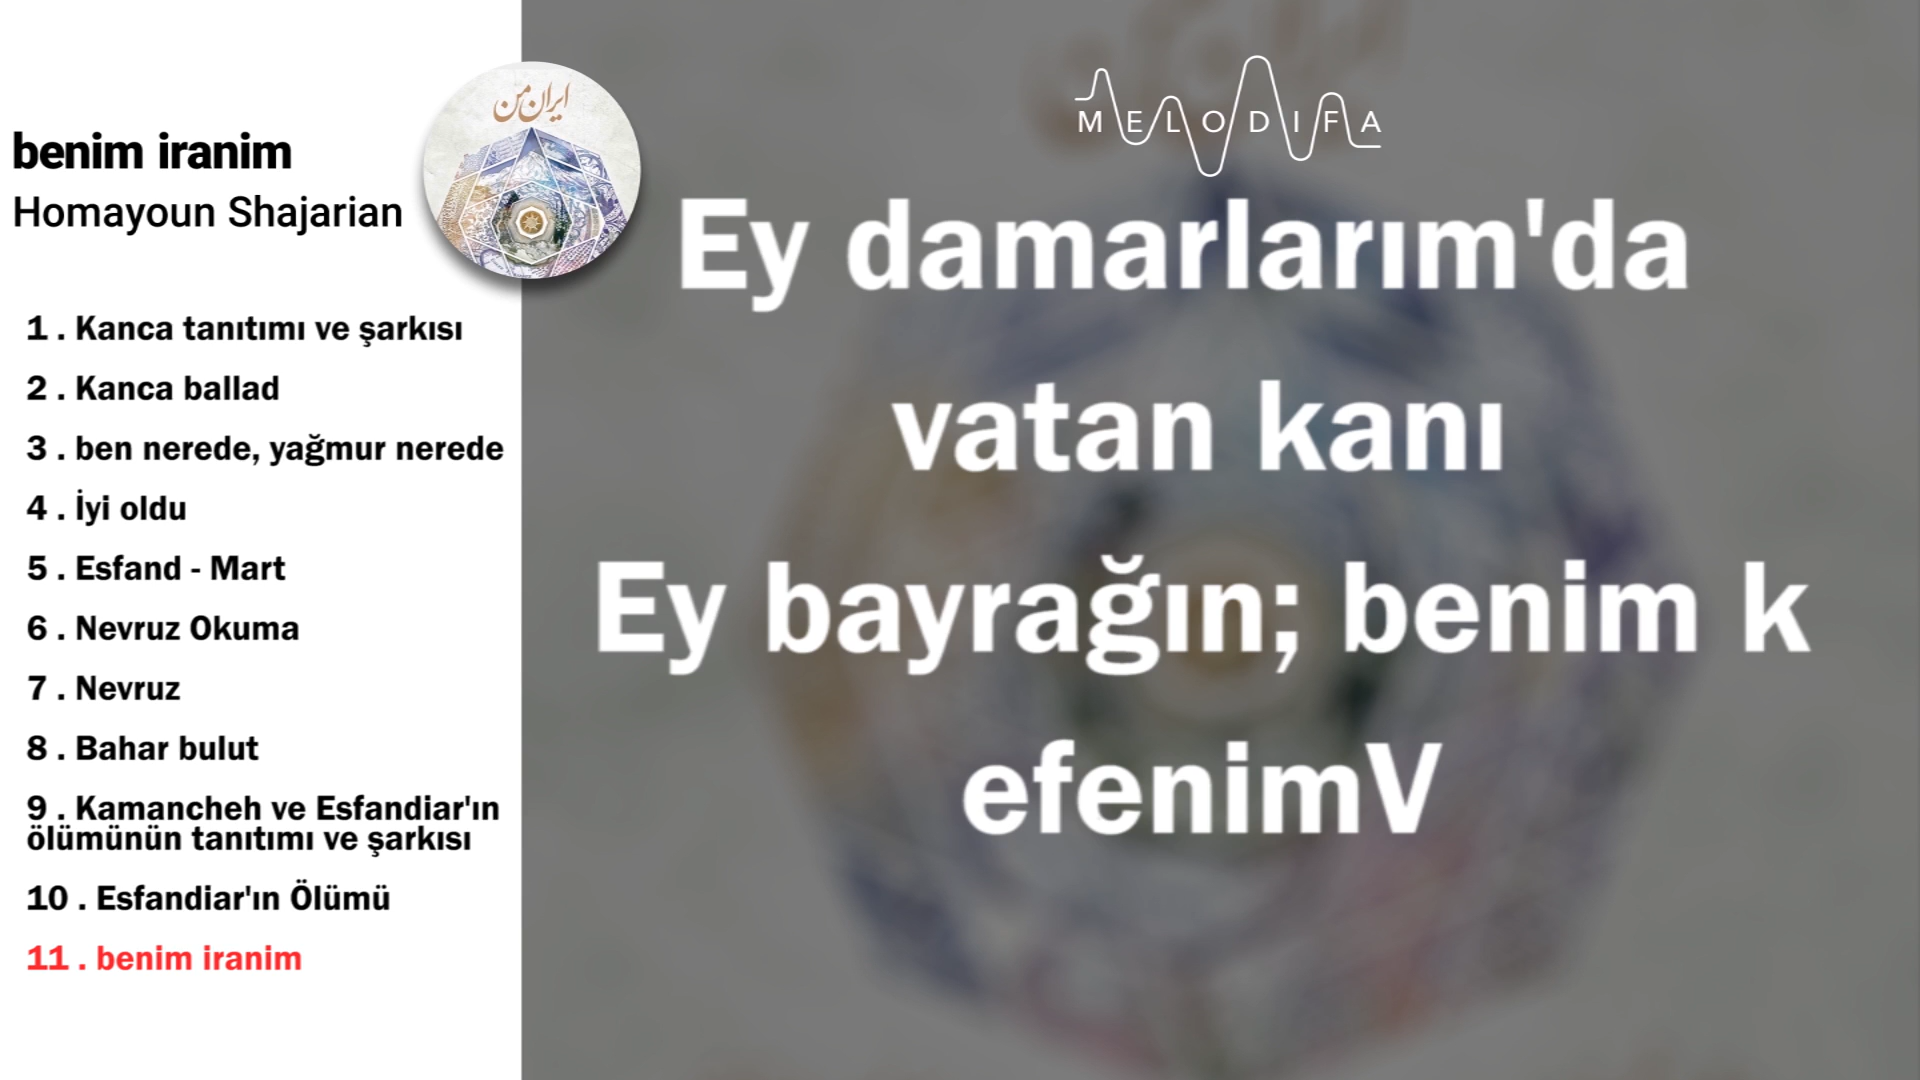 benim iranim
Homayoun Shajarian
ایران من
1 . Kanca tanıtımı ve şarkısı
2 . Kanca ballad
3 . ben nerede, yağmur nerede
4 . İyi oldu
5 . Esfand - Mart
6 . Nevruz Okuma
7 . Nevruz
8 . Bahar bulut
9 . Kamancheh ve Esfandiar'ın
ölümünün tanıtımı ve şarkısı
10 . Esfandiar'ın Ölümü
11 . benim iranim
MELODIFA
Ey damarlarım'da
vatan kanı
Ey bayrağın; benim k
efenimV